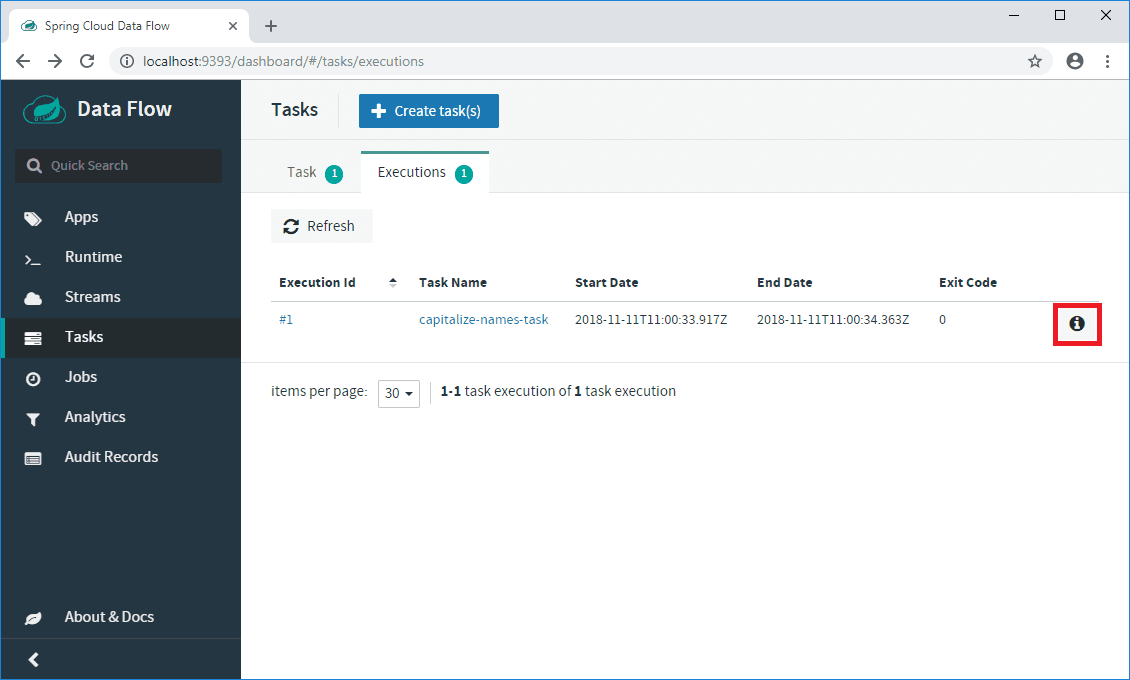 Spring Cloud Data Flow
localhost:9393/dashboard/#/tasks/executions
Data Flow
Quick Search
Apps
Runtime
Streams
Tasks
Jobs
Analytics
Audit Records
About & Docs
Tasks
Create task(s)
Task 1
Executions 1
Refresh
Execution Id Task Name Start Date End Date Exit Code
#1 capitalize-names-task 2018-11-11T11:00:33.917Z 2018-11-11T11:00:34.363Z 0
items per page: 30 1-1 task execution of 1 task execution